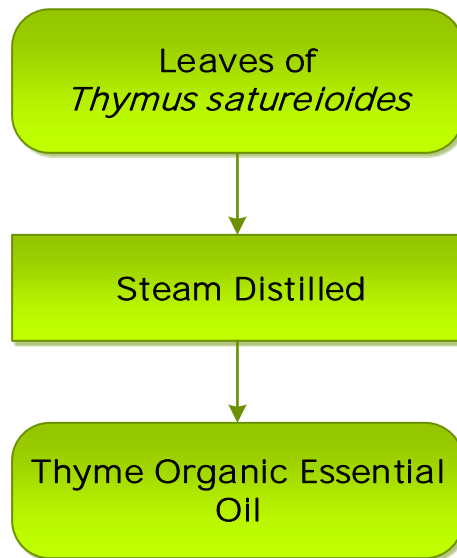 Leaves of
Thymus satureioides
Steam Distilled
Thyme Organic Essential
Oil